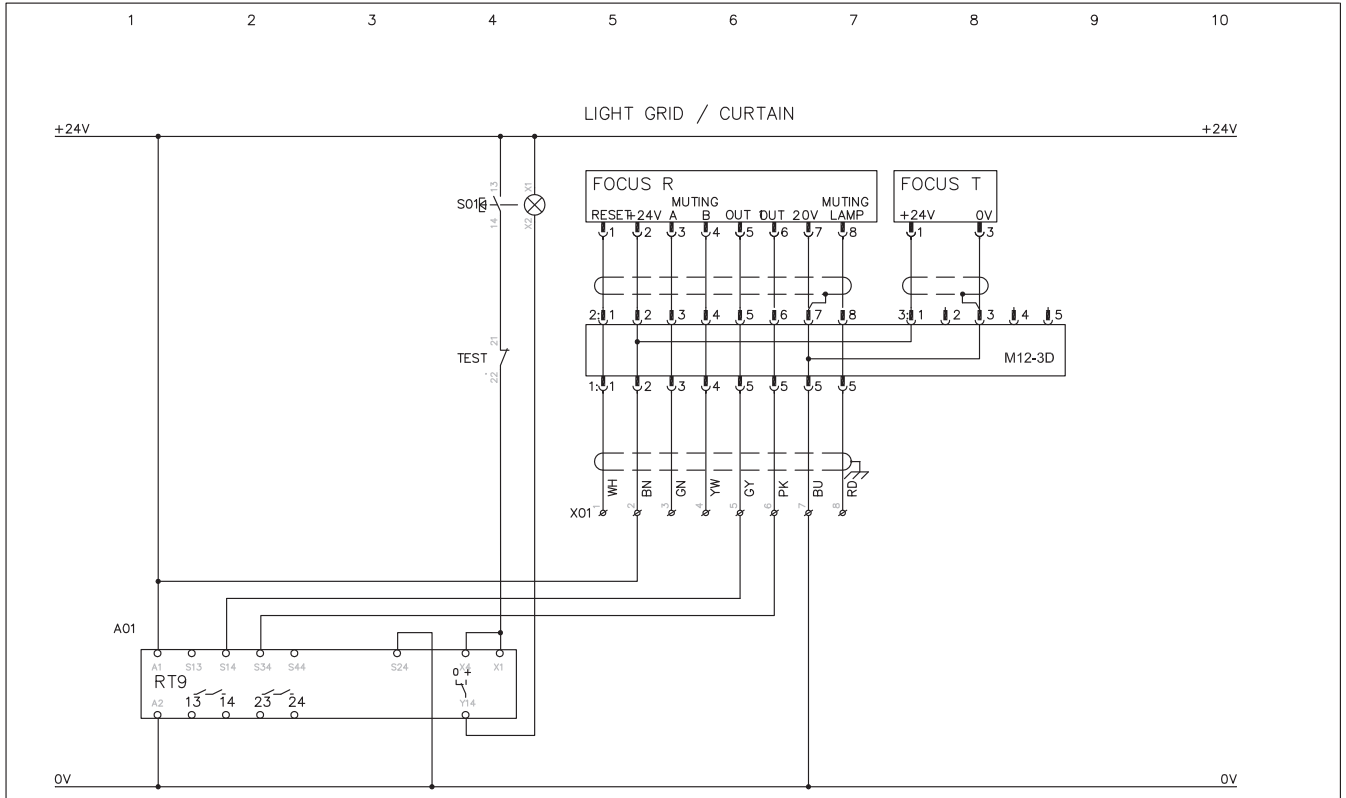 1 2 3 4 5 6 7 8 9 10
LIGHT GRID / CURTAIN
+24V +24V
FOCUS R FOCUS T
MUTING MUTING
RESET +24V A B OUT 1 OUT 2 0V LAMP +24V 0V
1 2 3 4 5 6 7 8 1 3
S01
13
14
X1
X2
2: 1 2 3 4 5 6 7 8 3: 1 2 3 4 5
M12-3D
TEST
21
22
1: 1 2 3 4 5 5 5 5
WH BN GN YW GY PK BU RD
X01 1 2 3 4 5 6 7 8
A01
A1 S13 S14 S34 S44 S24 X4 X1
RT9
0 +
A2 13 14 23 24 Y14
0V 0V